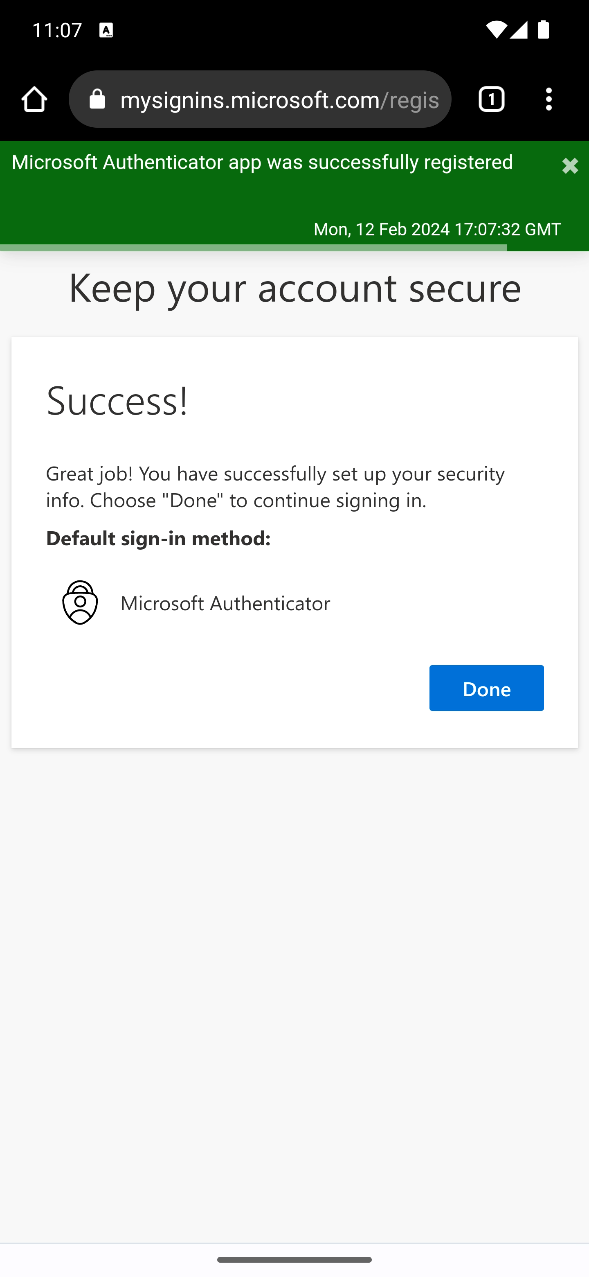 11:07 A
mysignins.microsoft.com/regis
1
Microsoft Authenticator app was successfully registered
Mon, 12 Feb 2024 17:07:32 GMT
Keep your account secure
Success!
Great job! You have successfully set up your security
info. Choose "Done" to continue signing in.
Default sign-in method:
Microsoft Authenticator
Done